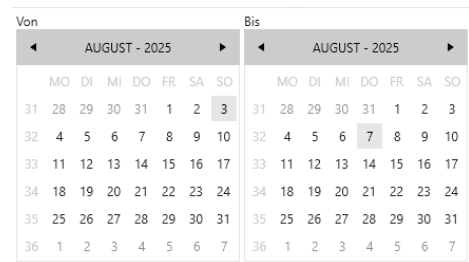 Von Bis
◄ AUGUST - 2025 ► ◄ AUGUST - 2025 ►
MO DI MI DO FR SA SO MO DI MI DO FR SA SO
31 28 29 30 31 1 2 3 31 28 29 30 31 1 2 3
32 4 5 6 7 8 9 10 32 4 5 6 7 8 9 10
33 11 12 13 14 15 16 17 33 11 12 13 14 15 16 17
34 18 19 20 21 22 23 24 34 18 19 20 21 22 23 24
35 25 26 27 28 29 30 31 35 25 26 27 28 29 30 31
36 1 2 3 4 5 6 7 36 1 2 3 4 5 6 7